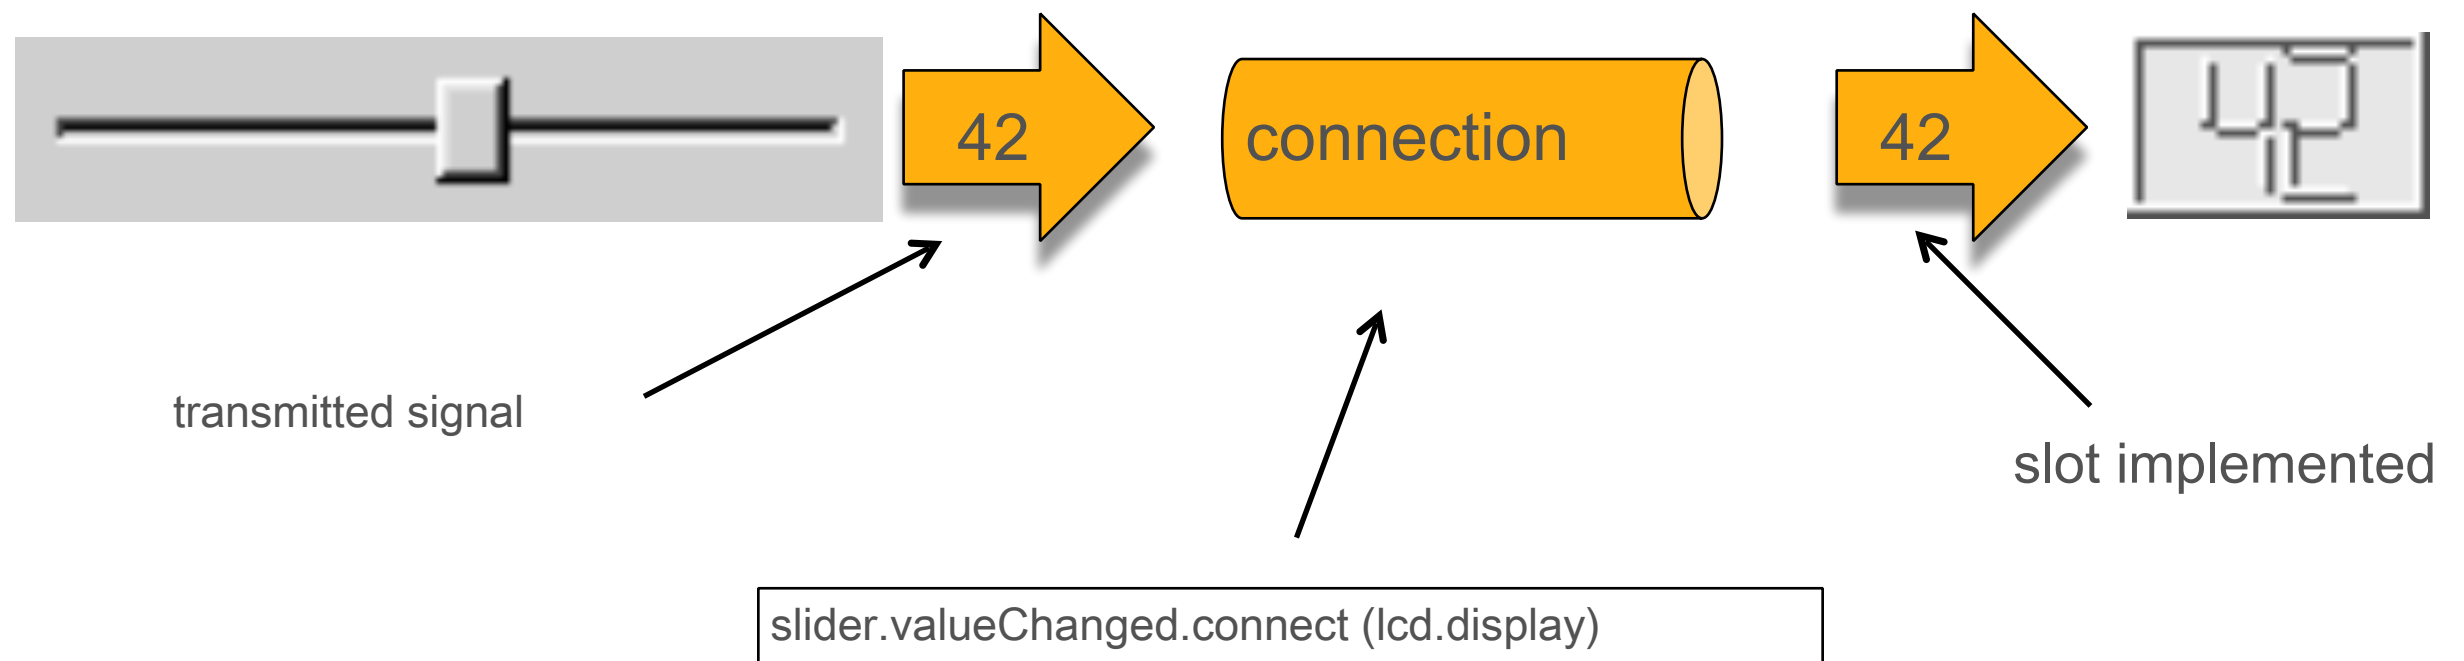 42
connection
42
42
transmitted signal
slot implemented
slider.valueChanged.connect (lcd.display)